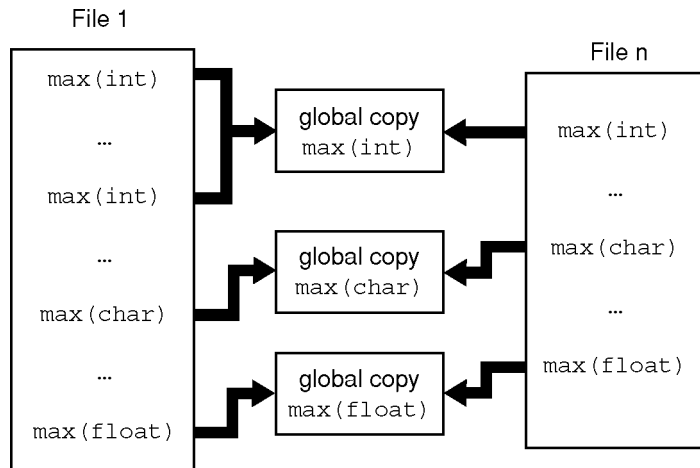 File 1
max(int)
...
max(int)
...
max(char)
...
max(float)
global copy
max(int)
global copy
max(char)
global copy
max(float)
File n
max(int)
...
max(char)
...
max(float)